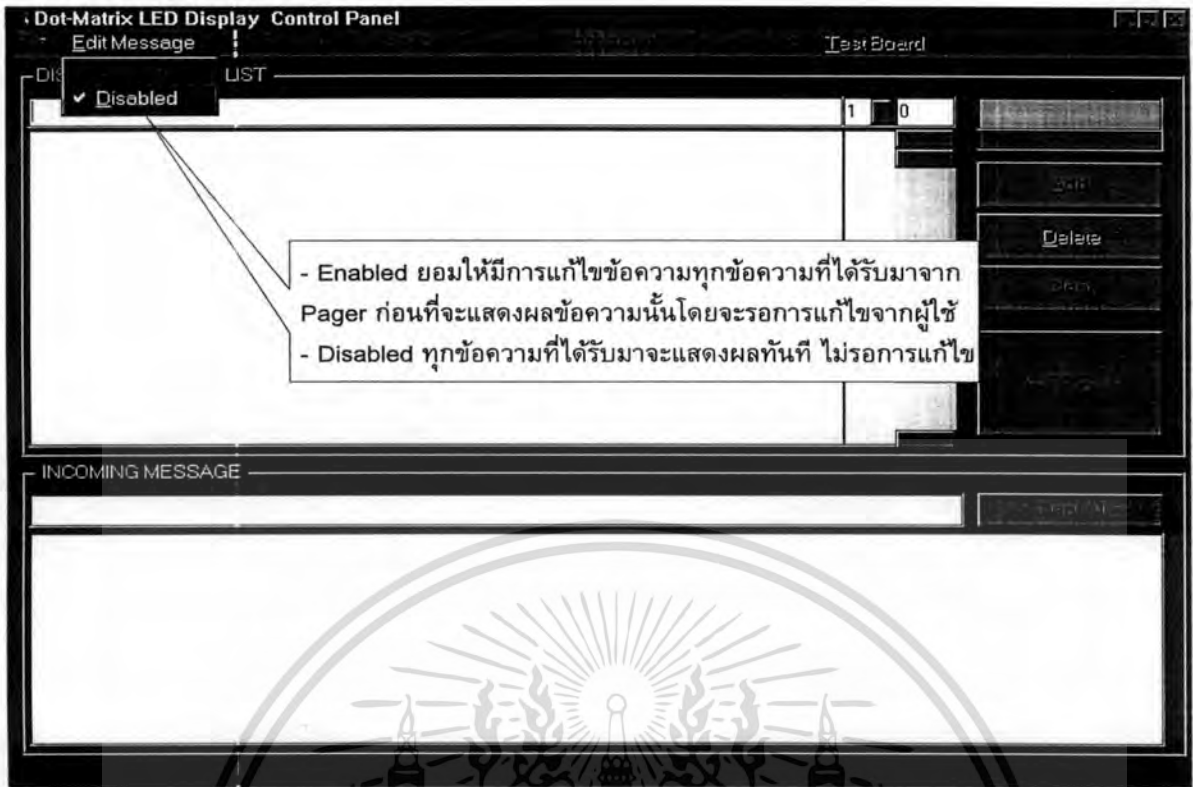 Dot-Matrix LED Display Control Panel
Edit Message
Test Board
LIST
✓ Disabled
1 0
Delete
- Enabled ยอมให้มีการแก้ไขข้อความทุกข้อความที่ได้รับมาจาก
Pager ก่อนที่จะแสดงผลข้อความนั้นโดยจะรอการแก้ไขจากผู้ใช้
- Disabled ทุกข้อความที่ได้รับมาจะแสดงผลทันที ไม่รอการแก้ไข
INCOMING MESSAGE